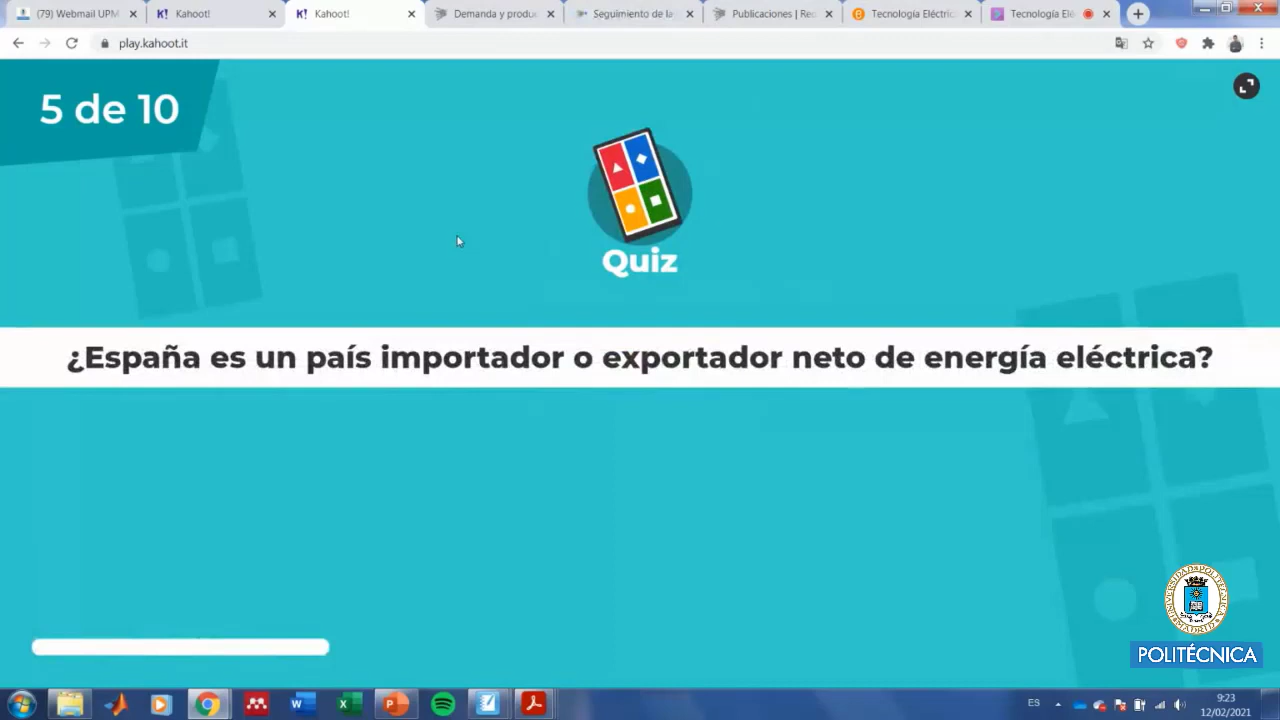 (79) Webmail UPM
Kahoot!
Kahoot!
Demanda y produc
Seguimiento de la
Publicaciones | Rec
Tecnología Eléctric
Tecnología Elé
play.kahoot.it
5 de 10
Quiz
¿España es un país importador o exportador neto de energía eléctrica?
POLITÉCNICA
ES
9:23
12/02/2021